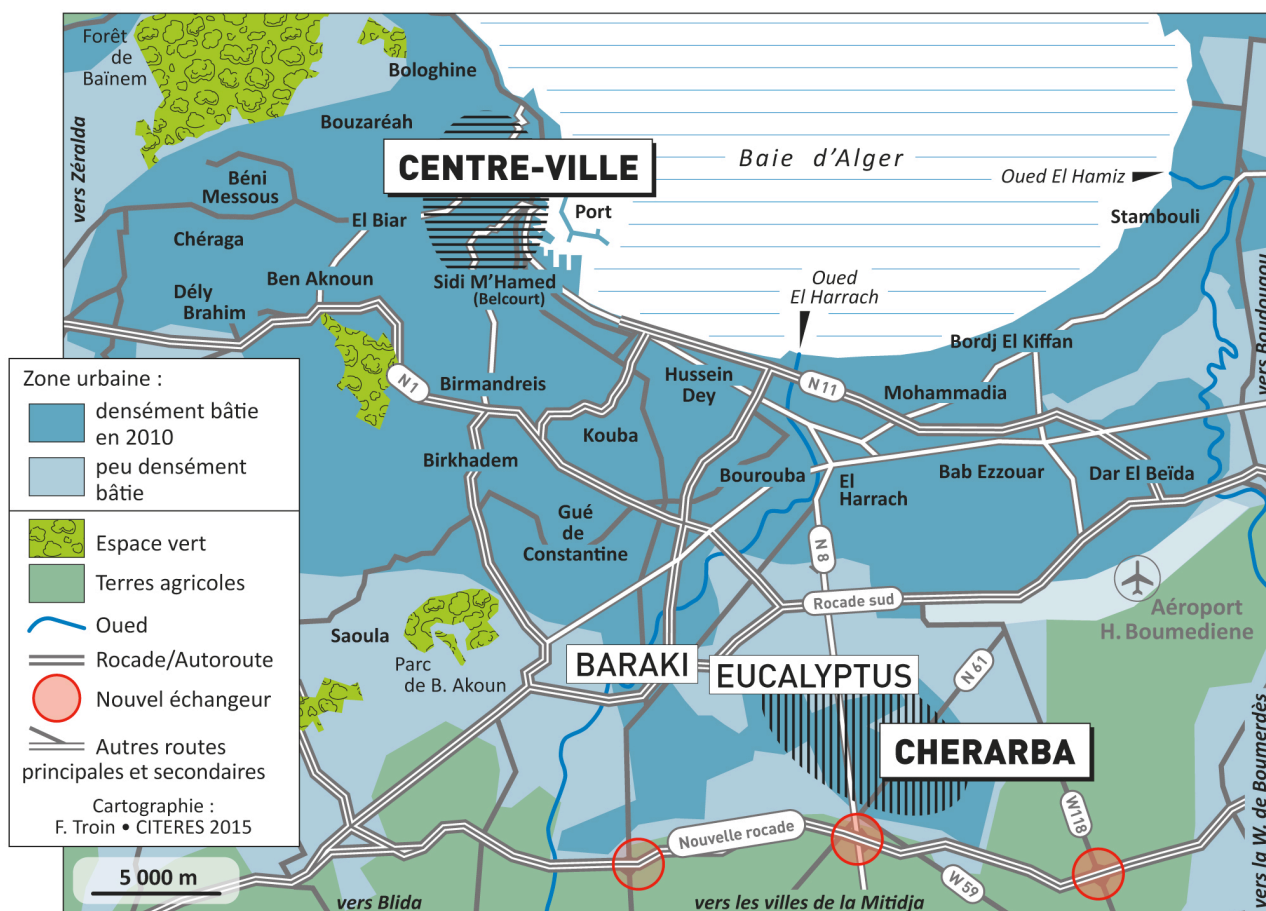 Forêt
de
Baïnem
Bologhine
Bouzaréah
vers Zéralda
CENTRE-VILLE
Baie d'Alger
Oued El Hamiz
Béni
Messous
El Biar
Port
Stambouli
Chéraga
Ben Aknoun
Sidi M'Hamed
(Belcourt)
Oued
El Harrach
Dély
Brahim
vers Boudouaou
Bordj El Kiffan
N1
Birmandreis
Hussein
Dey
N11
Mohammadia
Kouba
Birkhadem
Bourouba
El
Harrach
Bab Ezzouar
Dar El Beïda
Gué
de
Constantine
N8
Rocade sud
Aéroport
H. Boumediene
Saoula
Parc
de B. Akoun
BARAKI
EUCALYPTUS
N61
CHERARBA
vers la W. de Boumerdès
W118
Nouvelle rocade
W59
vers Blida
vers les villes de la Mitidja
Zone urbaine :
densément bâtie
en 2010
peu densément
bâtie
Espace vert
Terres agricoles
Oued
Rocade/Autoroute
Nouvel échangeur
Autres routes
principales et secondaires
Cartographie :
F. Troin • CITERES 2015
5 000 m